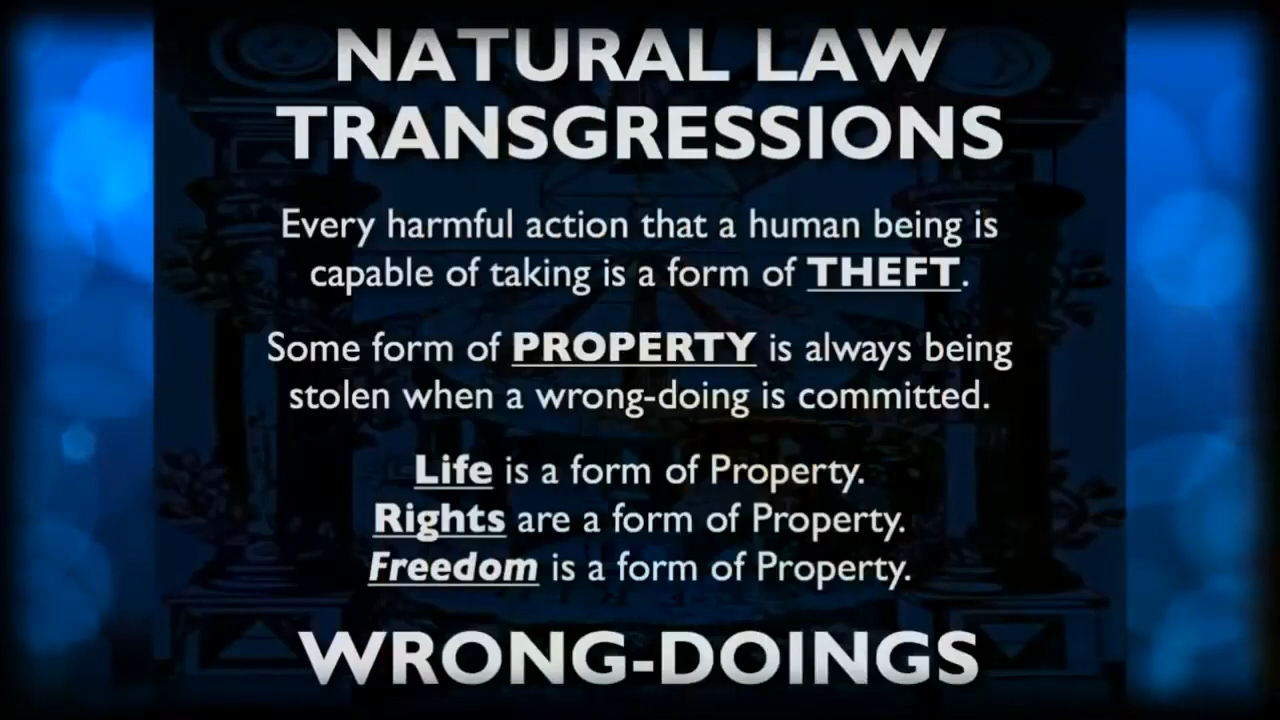 NATURAL LAW
TRANSGRESSIONS
Every harmful action that a human being is
capable of taking is a form of THEFT.
Some form of PROPERTY is always being
stolen when a wrong-doing is committed.
Life is a form of Property.
Rights are a form of Property.
Freedom is a form of Property.
WRONG-DOINGS